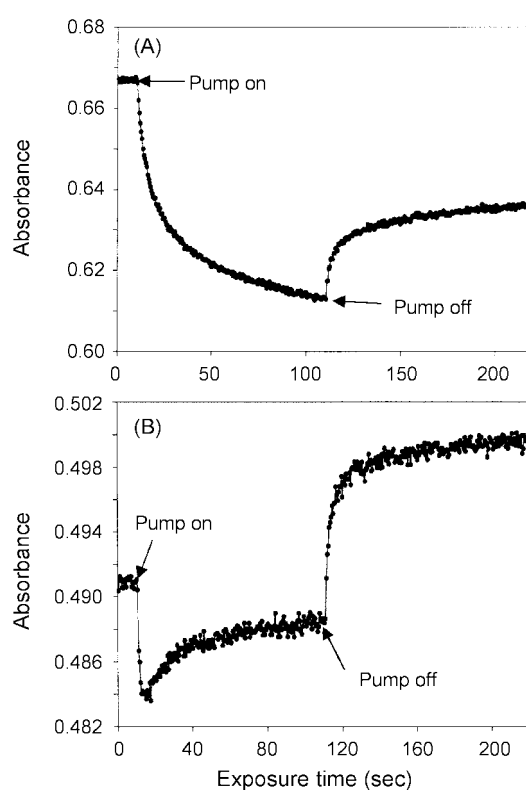 0.68
(A)
Pump on
0.66
0.64
Absorbance
0.62
Pump off
0.60
0 50 100 150 200
0.502
(B)
0.498
Pump on
0.494
Absorbance
0.490
0.486
Pump off
0.482
0 40 80 120 160 200
Exposure time (sec)